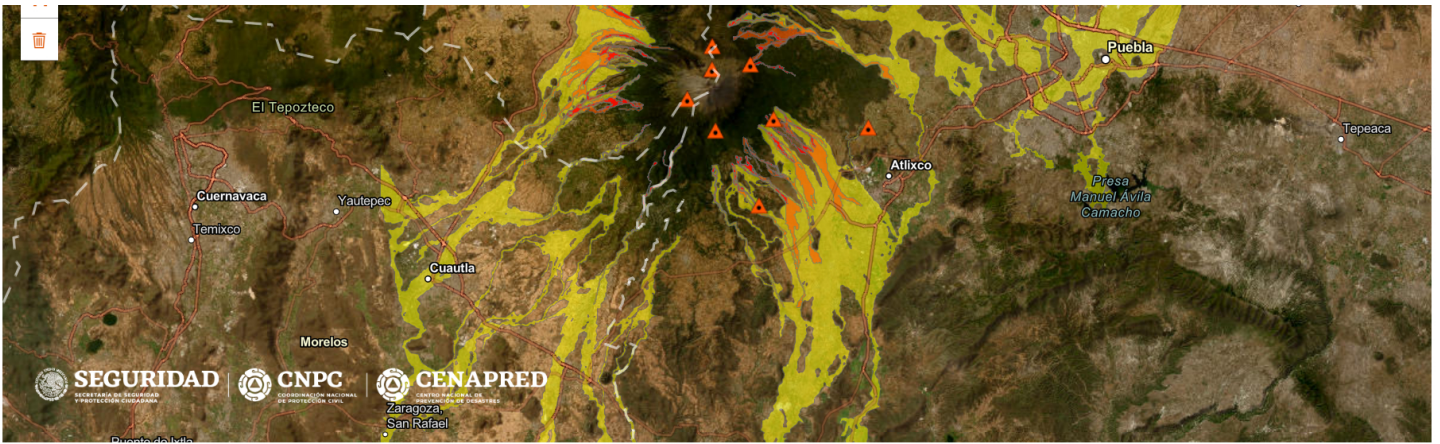 Puebla
El Tepozteco
Tepeaca
Atlixco
Presa
Manuel Ávila
Camacho
Cuernavaca
Yautepec
Temixco
Cuautla
Morelos
SEGURIDAD
SECRETARÍA DE SEGURIDAD
Y PROTECCIÓN CIUDADANA
CNPC
COORDINACIÓN NACIONAL
DE PROTECCIÓN CIVIL
CENAPRED
CENTRO NACIONAL DE
PREVENCIÓN DE DESASTRES
Zaragoza,
San Rafael
Puente de Ixtla